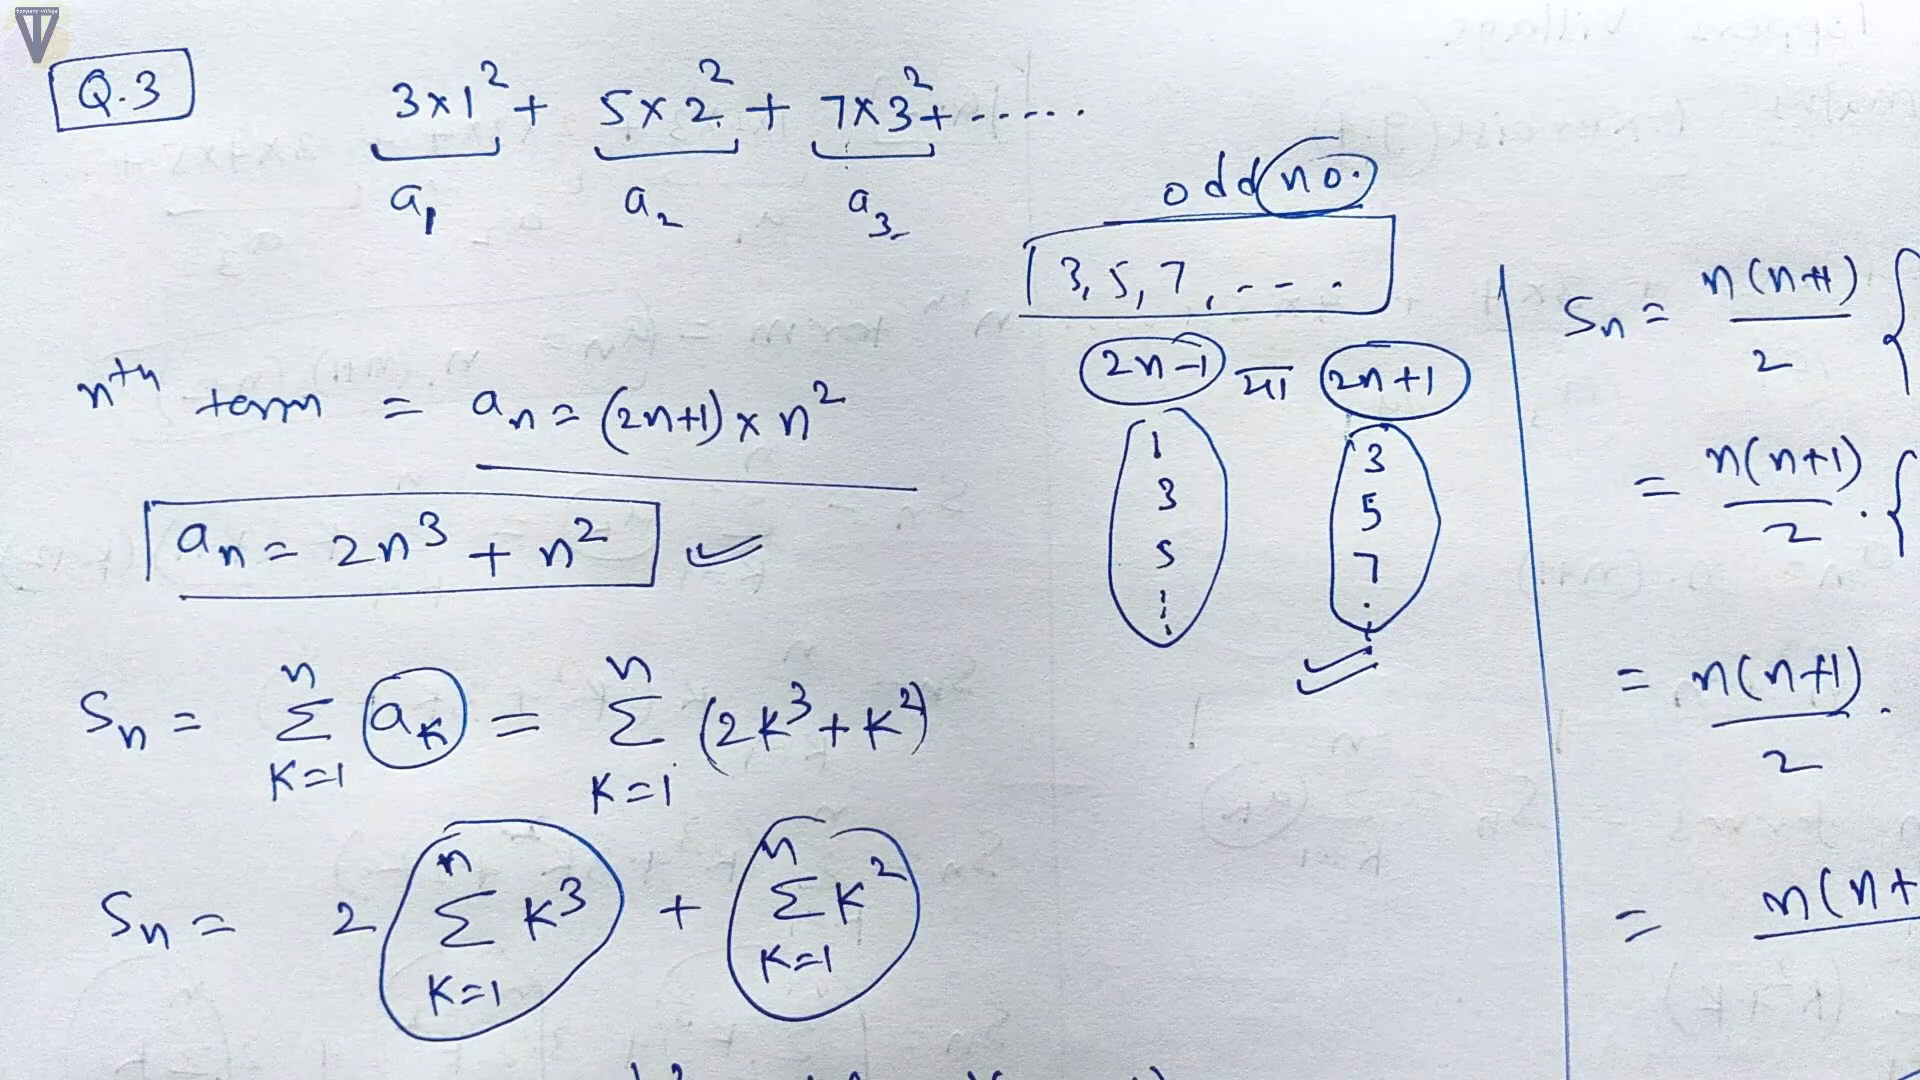 Toppers Village
Q.3
3×1² + 5×2² + 7×3² + .....
a₁ a₂ a₃
odd no.
3, 5, 7, ....
2n-1 या 2n+1
1
3
5
3
5
7
nth term = aₙ = (2n+1) × n²
aₙ = 2n³ + n²
Sₙ = Σ_{K=1}^{n} a_K = Σ_{K=1}^{n} (2K³ + K²)
Sₙ = 2 Σ_{K=1}^{n} K³ + Σ_{K=1}^{n} K²
Sₙ = n(n+1)/2 {
= n(n+1)/2 . {
= n(n+1)/2 .
= n(n+